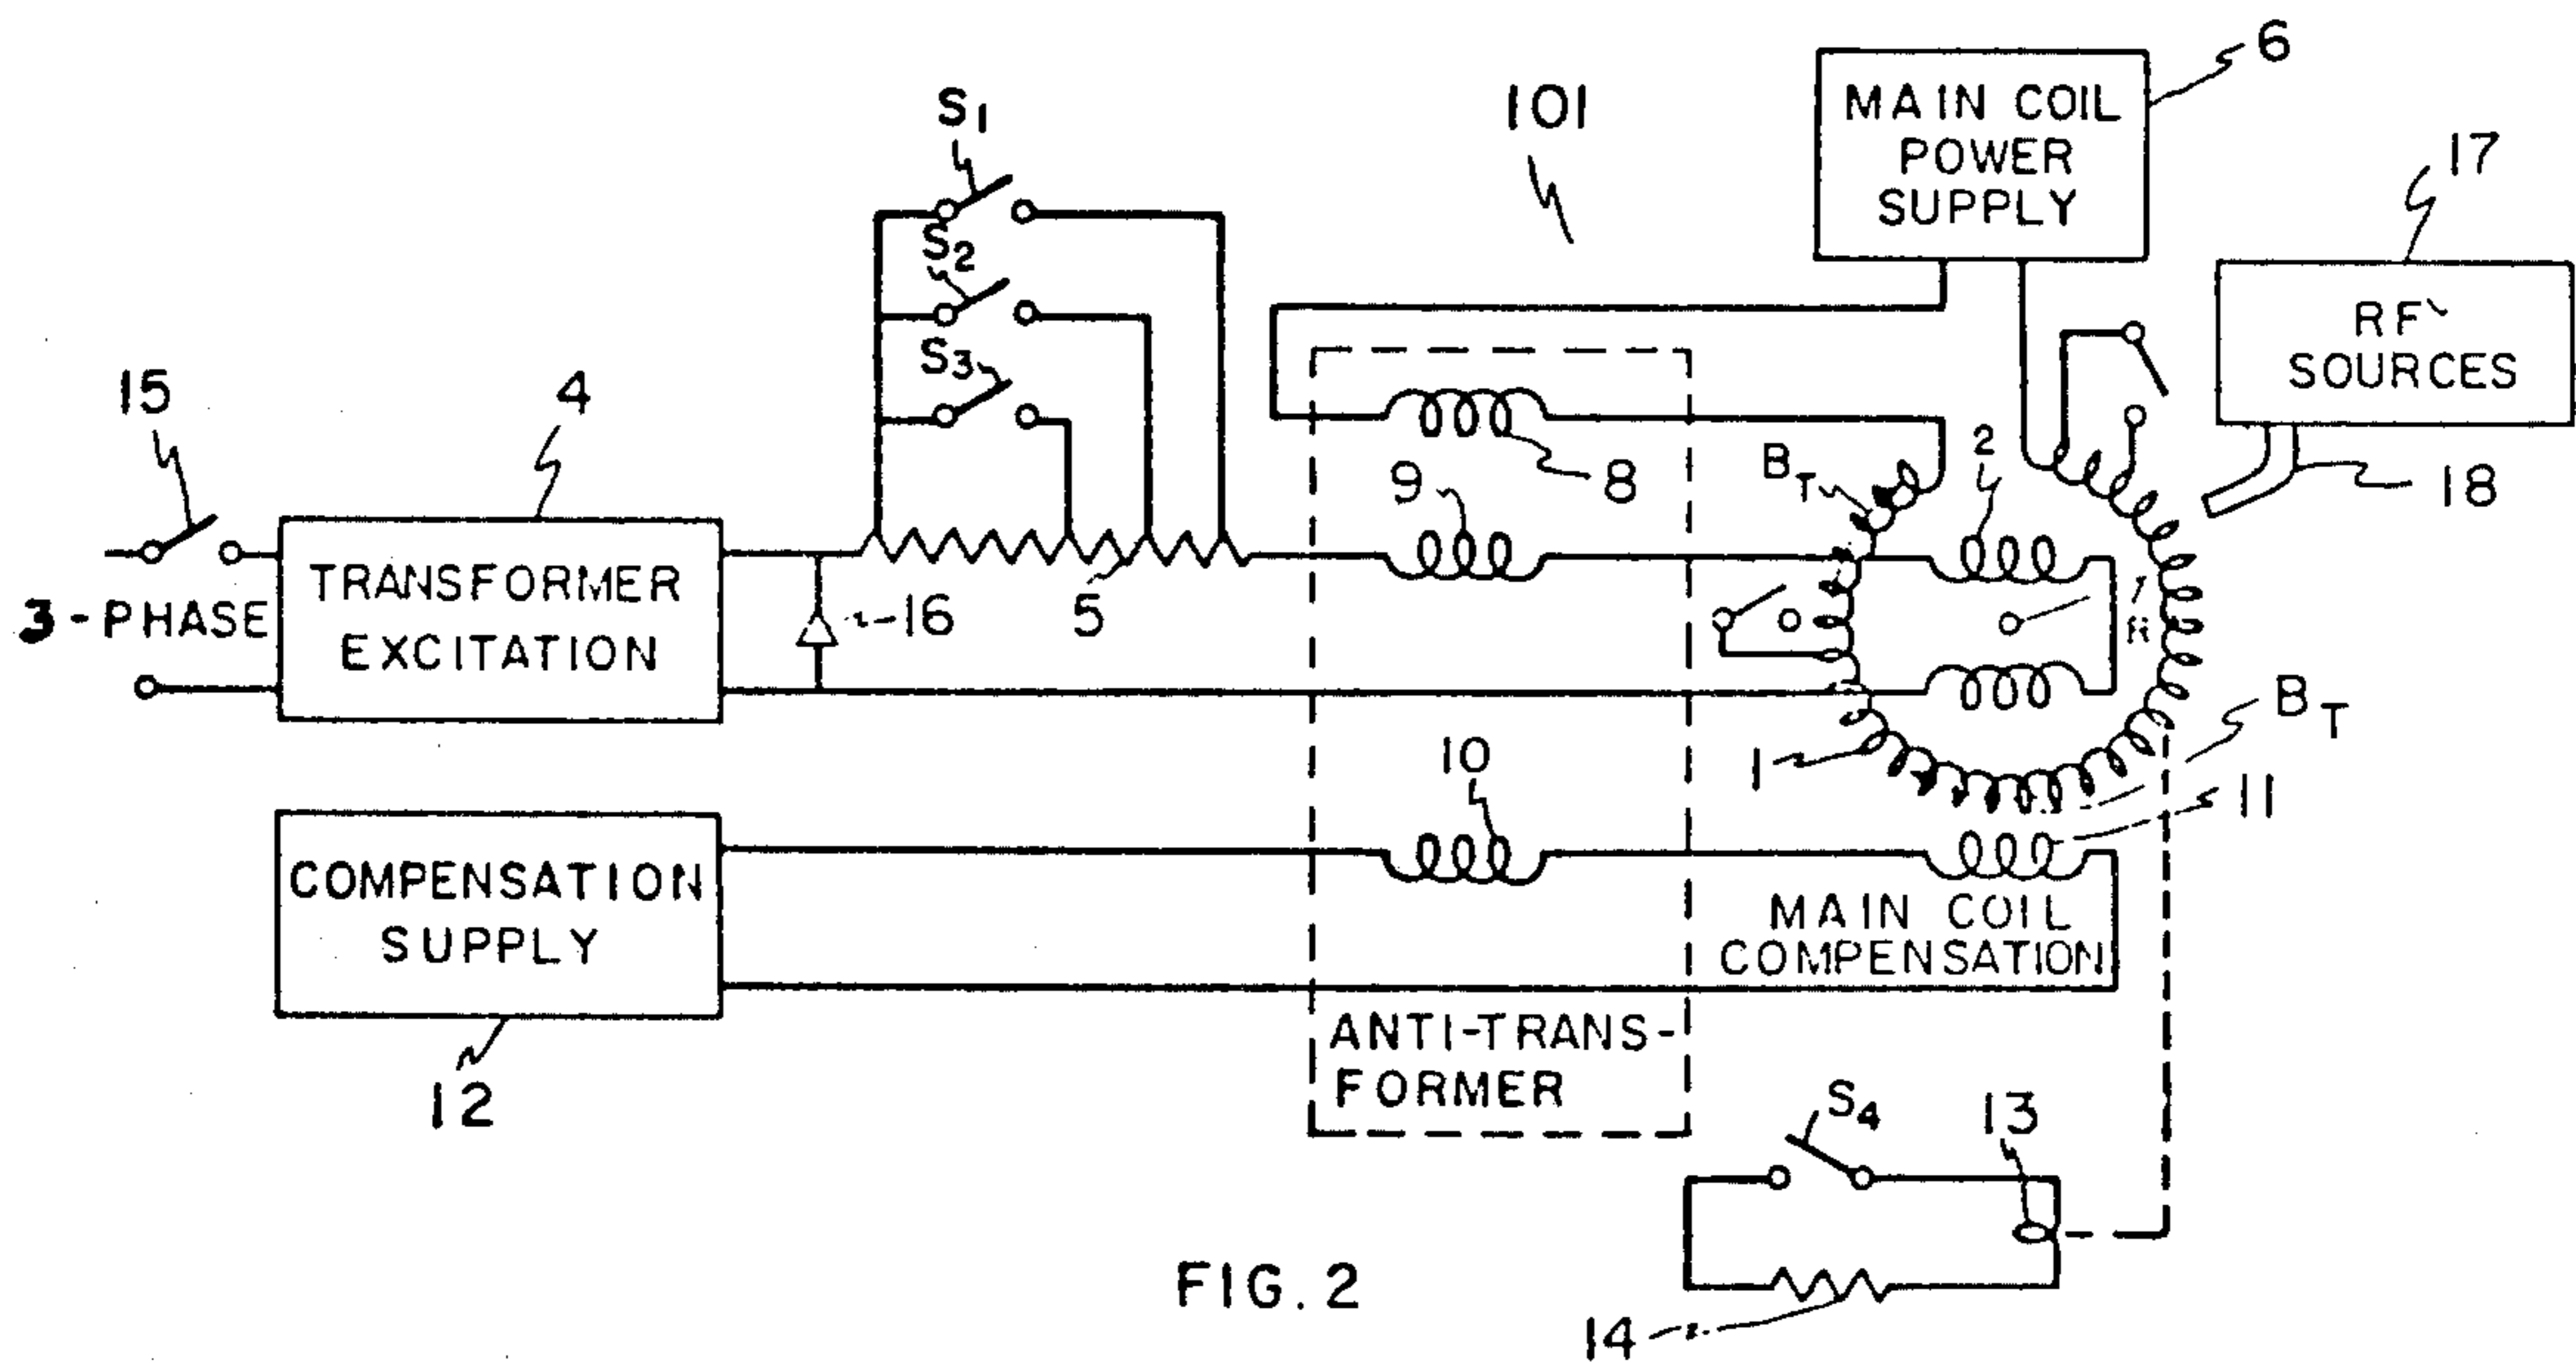 6
MAIN COIL
POWER
SUPPLY
101
17
S1
RF
SOURCES
S2
S3
15
4
2
BT
9
8
18
TRANSFORMER
EXCITATION
3-PHASE
16
5
R
BT
10
1
11
COMPENSATION
SUPPLY
MAIN COIL
COMPENSATION
ANTI-TRANS-
FORMER
12
S4
13
FIG. 2
14